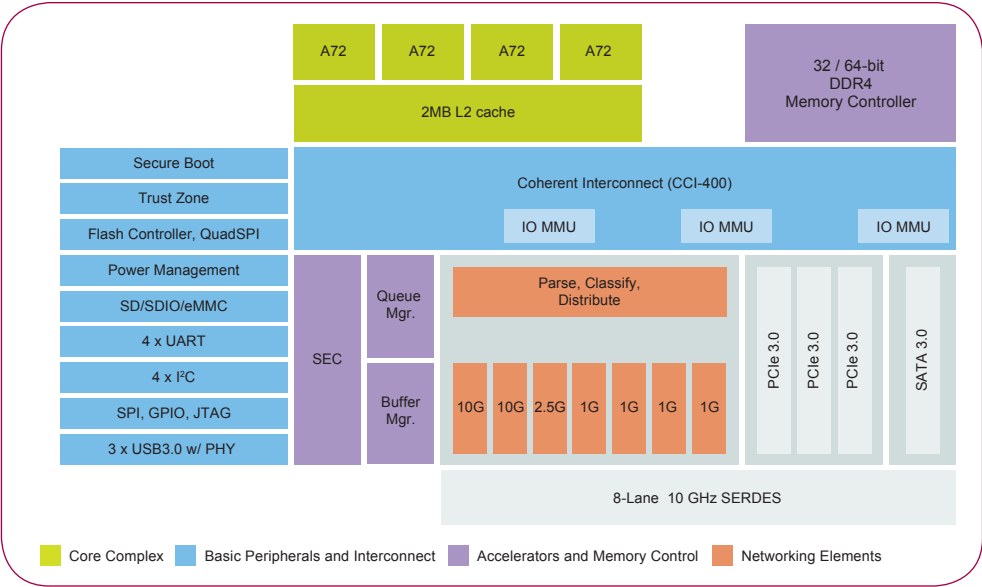 A72
A72
A72
A72
32 / 64-bit
DDR4
Memory Controller
2MB L2 cache
Secure Boot
Trust Zone
Flash Controller, QuadSPI
Power Management
SD/SDIO/eMMC
4 x UART
4 x I²C
SPI, GPIO, JTAG
3 x USB3.0 w/ PHY
Coherent Interconnect (CCI-400)
IO MMU
IO MMU
IO MMU
SEC
Queue
Mgr.
Buffer
Mgr.
Parse, Classify,
Distribute
10G
10G
2.5G
1G
1G
1G
1G
PCIe 3.0
PCIe 3.0
PCIe 3.0
SATA 3.0
8-Lane 10 GHz SERDES
Core Complex
Basic Peripherals and Interconnect
Accelerators and Memory Control
Networking Elements